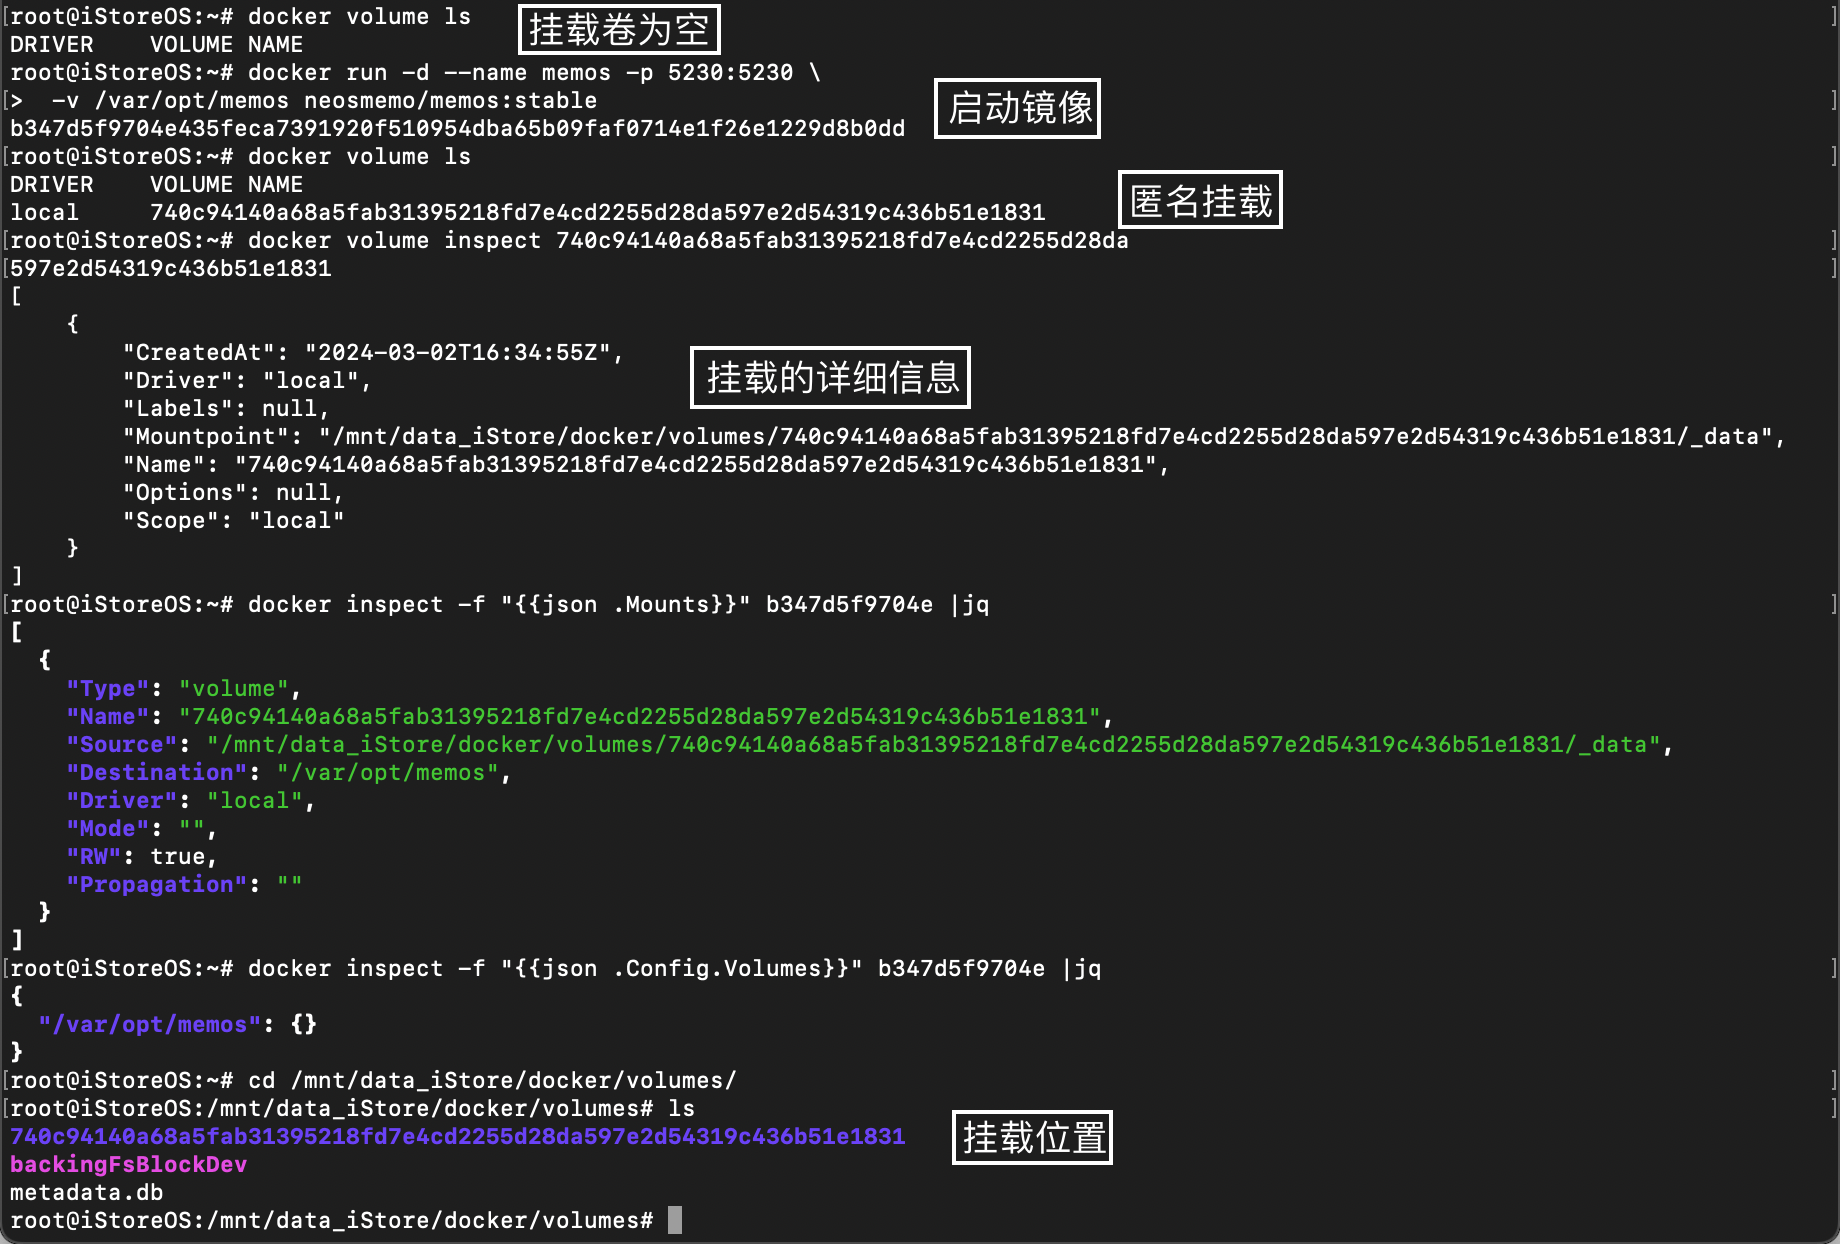 [root@iStoreOS:~# docker volume ls ]
挂载卷为空
DRIVER    VOLUME NAME
root@iStoreOS:~# docker run -d --name memos -p 5230:5230 \
[>  -v /var/opt/memos neosmemo/memos:stable ]
启动镜像
b347d5f9704e435feca7391920f510954dba65b09faf0714e1f26e1229d8b0dd
[root@iStoreOS:~# docker volume ls ]
DRIVER    VOLUME NAME
匿名挂载
local     740c94140a68a5fab31395218fd7e4cd2255d28da597e2d54319c436b51e1831
[root@iStoreOS:~# docker volume inspect 740c94140a68a5fab31395218fd7e4cd2255d28da ]
[597e2d54319c436b51e1831 ]
[
    {
        "CreatedAt": "2024-03-02T16:34:55Z",
        "Driver": "local",
挂载的详细信息
        "Labels": null,
        "Mountpoint": "/mnt/data_iStore/docker/volumes/740c94140a68a5fab31395218fd7e4cd2255d28da597e2d54319c436b51e1831/_data",
        "Name": "740c94140a68a5fab31395218fd7e4cd2255d28da597e2d54319c436b51e1831",
        "Options": null,
        "Scope": "local"
    }
]
[root@iStoreOS:~# docker inspect -f "{{json .Mounts}}" b347d5f9704e |jq ]
[
  {
    "Type": "volume",
    "Name": "740c94140a68a5fab31395218fd7e4cd2255d28da597e2d54319c436b51e1831",
    "Source": "/mnt/data_iStore/docker/volumes/740c94140a68a5fab31395218fd7e4cd2255d28da597e2d54319c436b51e1831/_data",
    "Destination": "/var/opt/memos",
    "Driver": "local",
    "Mode": "",
    "RW": true,
    "Propagation": ""
  }
]
[root@iStoreOS:~# docker inspect -f "{{json .Config.Volumes}}" b347d5f9704e |jq ]
{
  "/var/opt/memos": {}
}
[root@iStoreOS:~# cd /mnt/data_iStore/docker/volumes/ ]
[root@iStoreOS:/mnt/data_iStore/docker/volumes# ls ]
740c94140a68a5fab31395218fd7e4cd2255d28da597e2d54319c436b51e1831
挂载位置
backingFsBlockDev
metadata.db
root@iStoreOS:/mnt/data_iStore/docker/volumes#